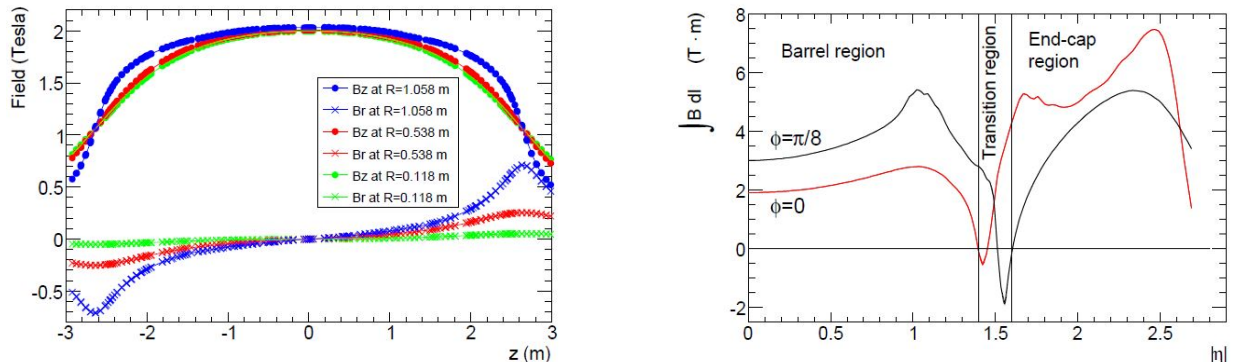 Field (Tesla)
2
1.5
1
0.5
0
-0.5
Bz at R=1.058 m
Br at R=1.058 m
Bz at R=0.538 m
Br at R=0.538 m
Bz at R=0.118 m
Br at R=0.118 m
-3 -2 -1 0 1 2 3
z (m)
∫B dl (T · m)
8
6
4
2
0
-2
Barrel region
Transition region
End-cap
region
ϕ=π/8
ϕ=0
0 0.5 1 1.5 2 2.5
|η|